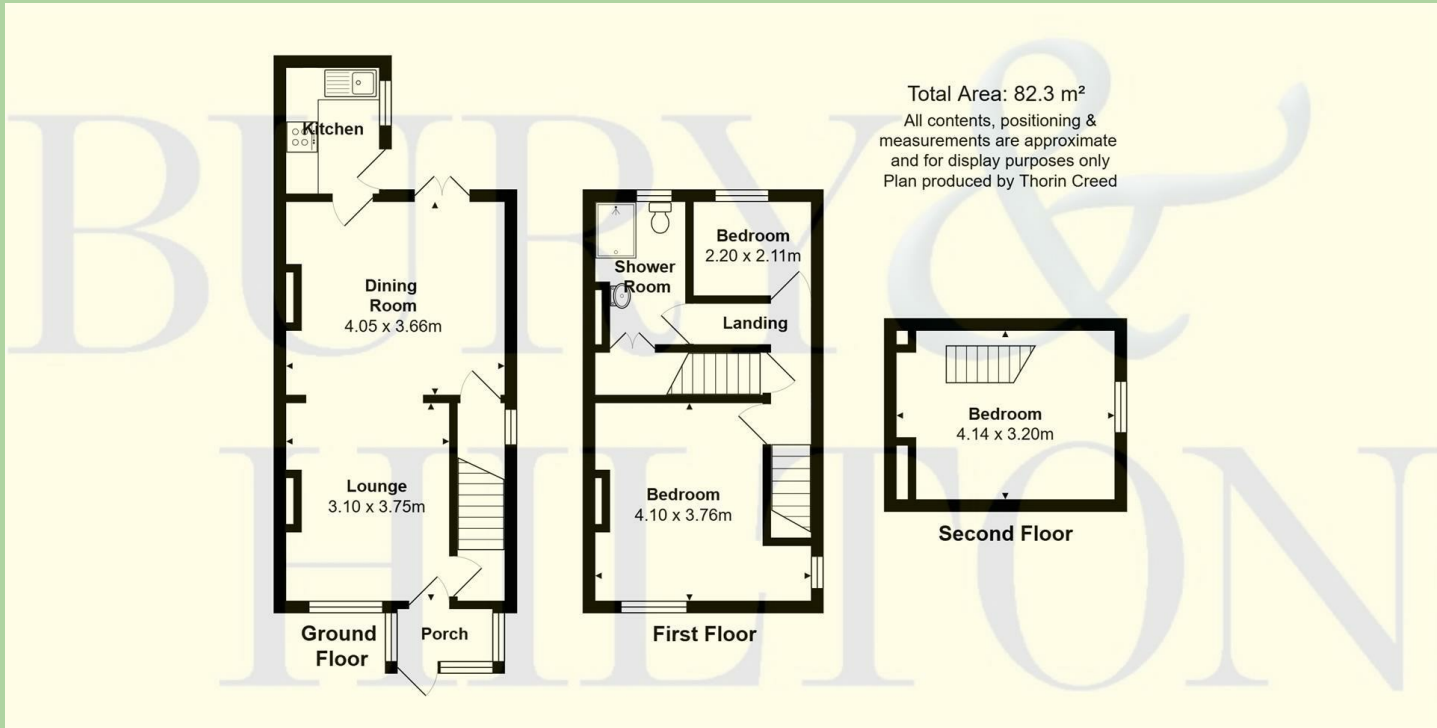 BURY &
HILTON
Total Area: 82.3 m²
All contents, positioning &
measurements are approximate
and for display purposes only
Plan produced by Thorin Creed
Kitchen
Dining
Room
4.05 x 3.66m
Lounge
3.10 x 3.75m
Porch
Ground
Floor
Shower
Room
Bedroom
2.20 x 2.11m
Landing
Bedroom
4.10 x 3.76m
First Floor
Bedroom
4.14 x 3.20m
Second Floor